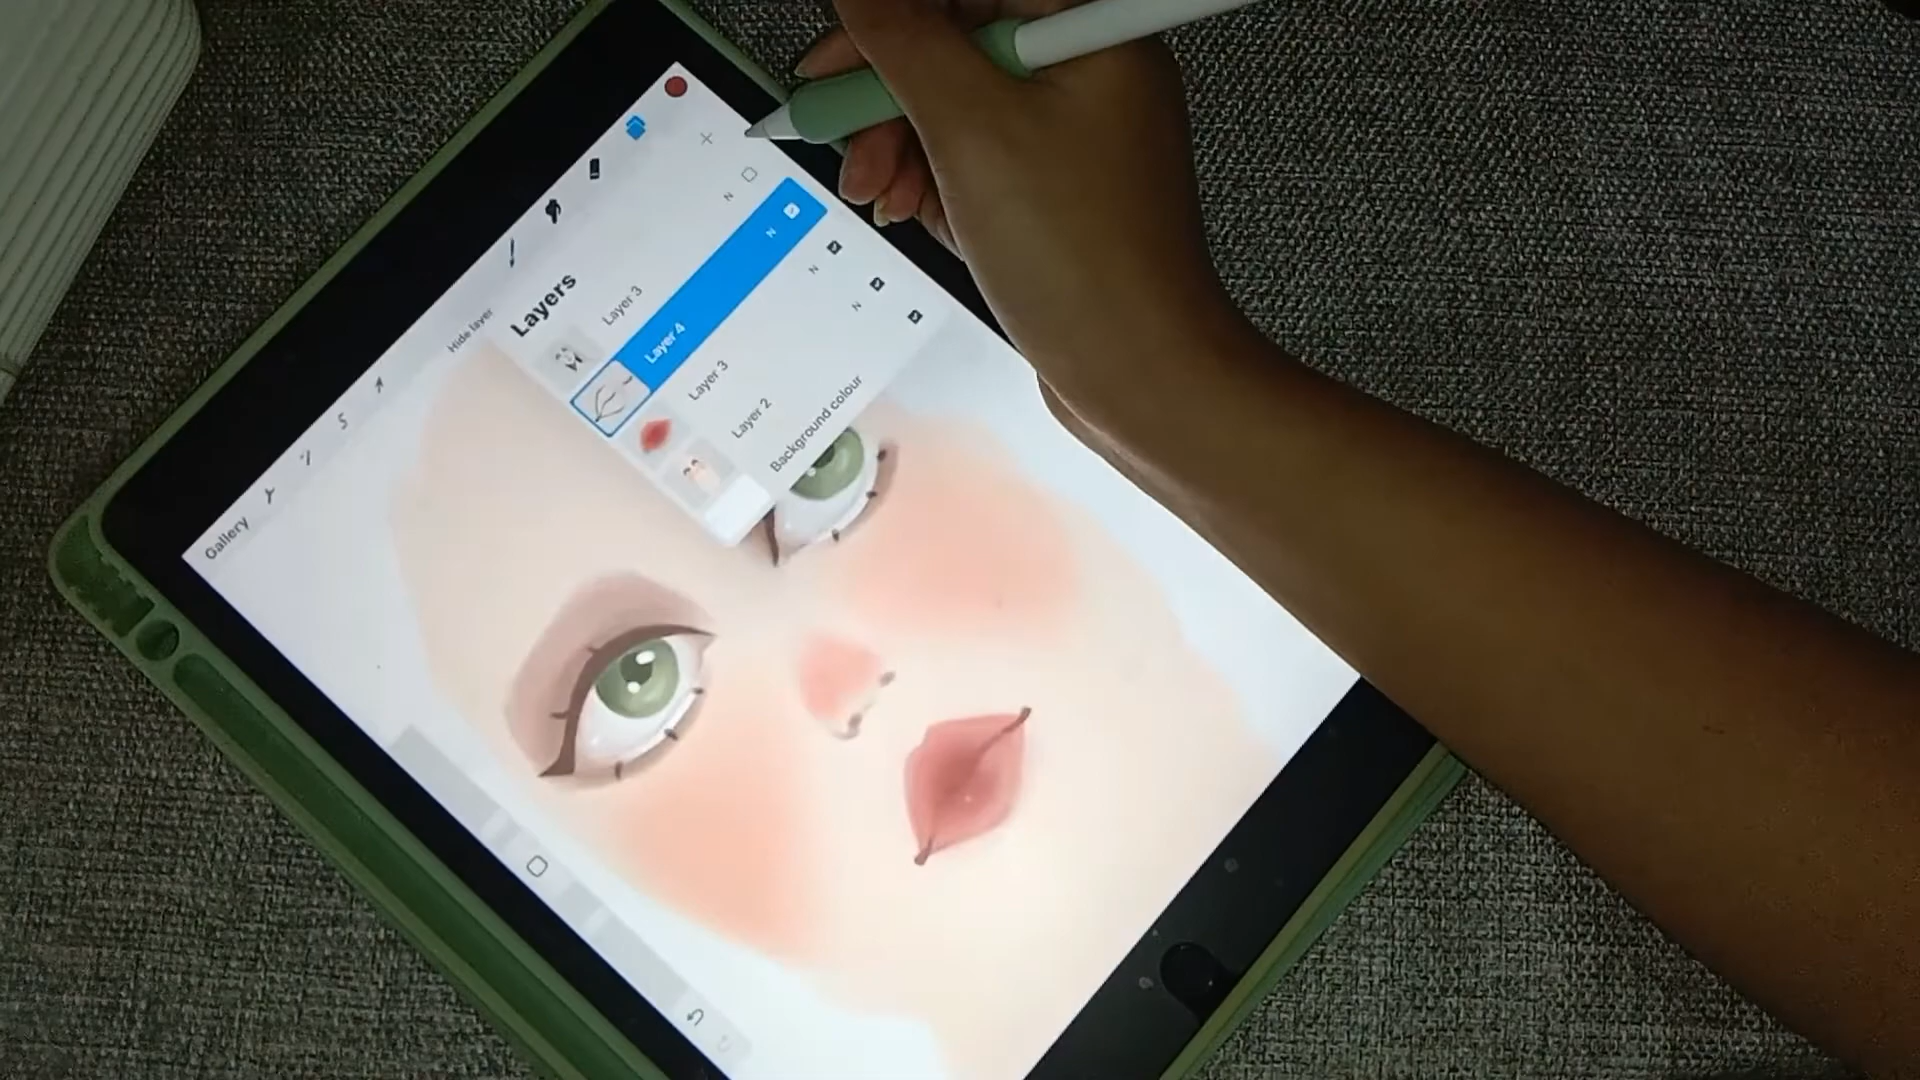 Gallery
Hide layer
Layers
Layer 3
N
Layer 4
N
Layer 3
N
Layer 2
N
Background colour